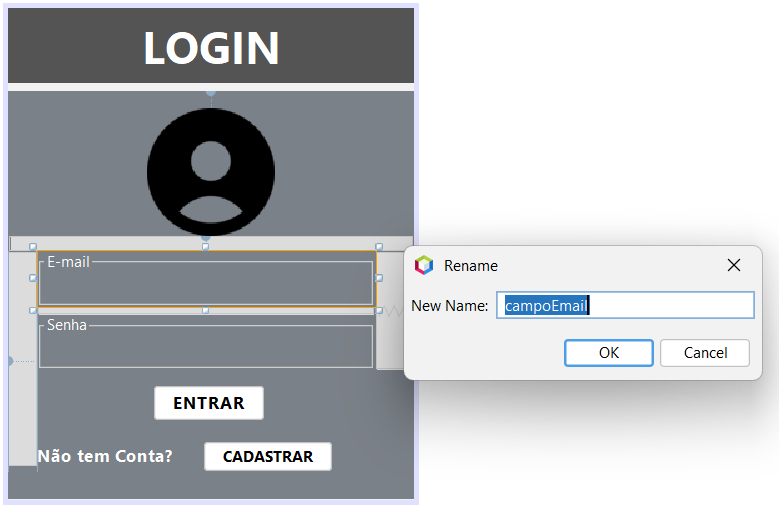 LOGIN
E-mail
Senha
ENTRAR
Não tem Conta?
CADASTRAR
Rename
New Name: campoEmail
OK
Cancel